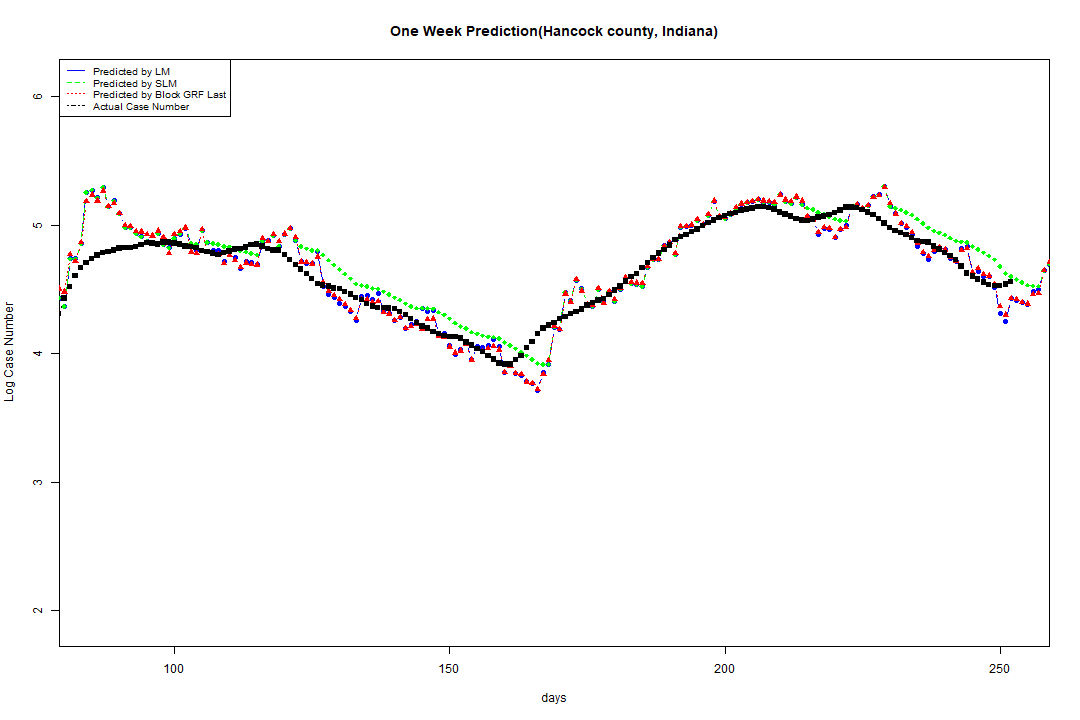 One Week Prediction(Hancock county, Indiana)
Predicted by LM
Predicted by SLM
Predicted by Block GRF Last
Actual Case Number
6
5
4
3
2
Log Case Number
100 150 200 250
days